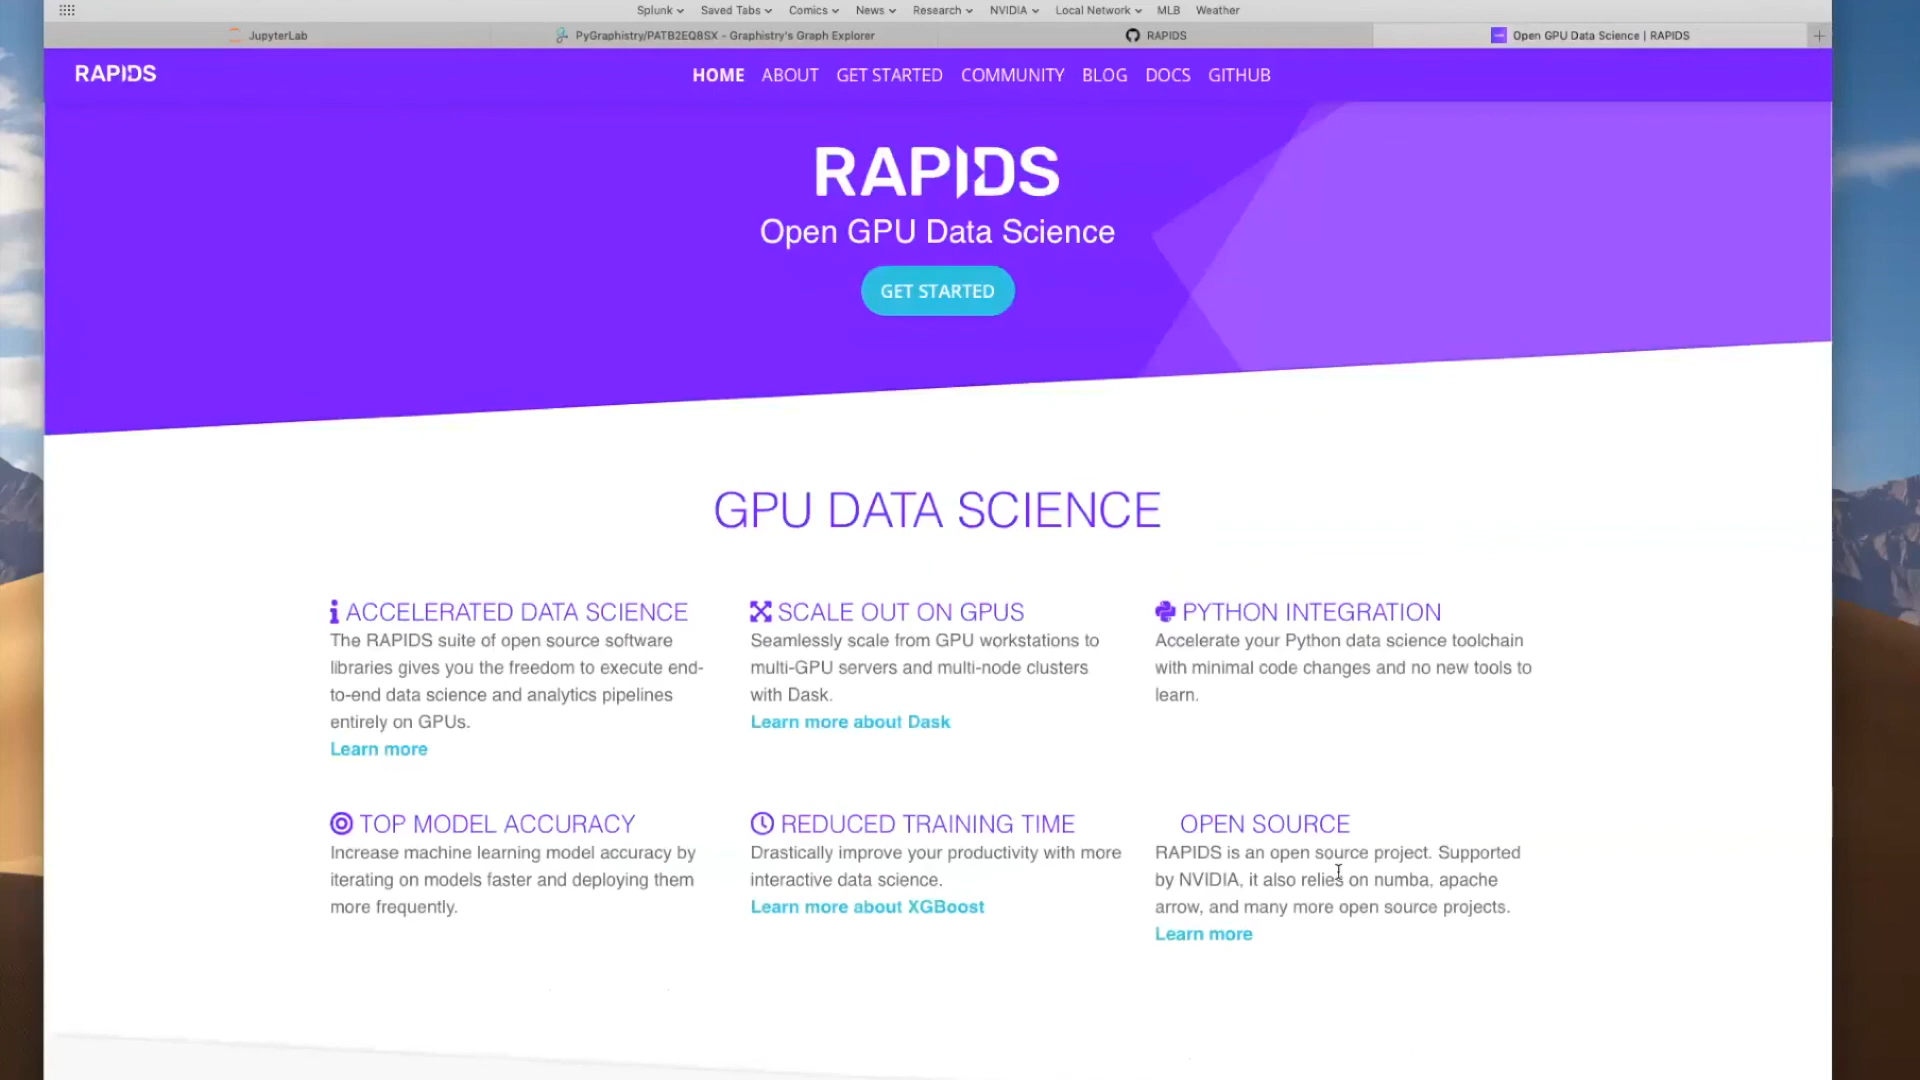 Splunk Saved Tabs Comics News Research NVIDIA Local Network MLB Weather
JupyterLab PyGraphistry/PATB2EQ8SX - Graphistry's Graph Explorer RAPIDS Open GPU Data Science | RAPIDS
RAPIDS HOME ABOUT GET STARTED COMMUNITY BLOG DOCS GITHUB
RAPIDS
Open GPU Data Science
GET STARTED
GPU DATA SCIENCE
ACCELERATED DATA SCIENCE
The RAPIDS suite of open source software
libraries gives you the freedom to execute end-
to-end data science and analytics pipelines
entirely on GPUs.
Learn more
SCALE OUT ON GPUS
Seamlessly scale from GPU workstations to
multi-GPU servers and multi-node clusters
with Dask.
Learn more about Dask
PYTHON INTEGRATION
Accelerate your Python data science toolchain
with minimal code changes and no new tools to
learn.
TOP MODEL ACCURACY
Increase machine learning model accuracy by
iterating on models faster and deploying them
more frequently.
REDUCED TRAINING TIME
Drastically improve your productivity with more
interactive data science.
Learn more about XGBoost
OPEN SOURCE
RAPIDS is an open source project. Supported
by NVIDIA, it also relies on numba, apache
arrow, and many more open source projects.
Learn more